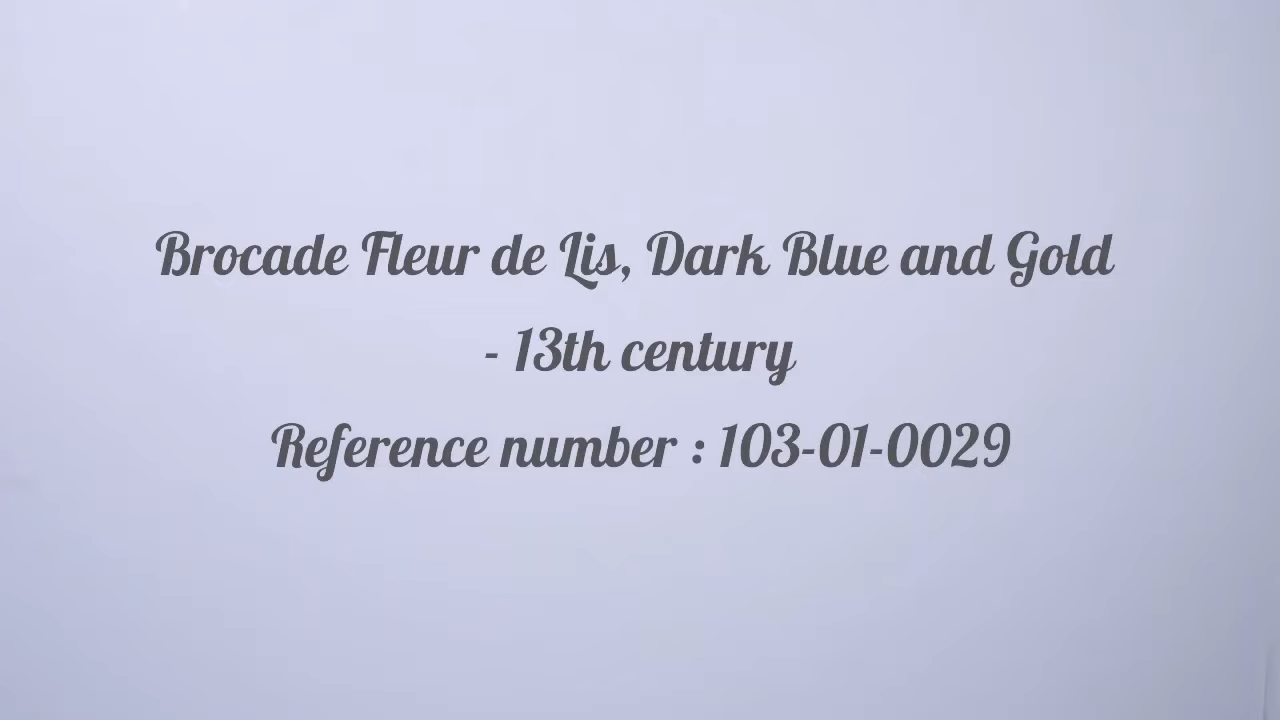 Brocade Fleur de Lis, Dark Blue and Gold
- 13th century
Reference number : 103-01-0029